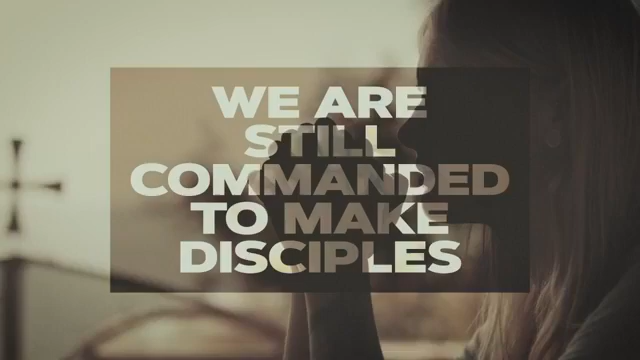 WE ARE
STILL
COMMANDED
TO MAKE
DISCIPLES